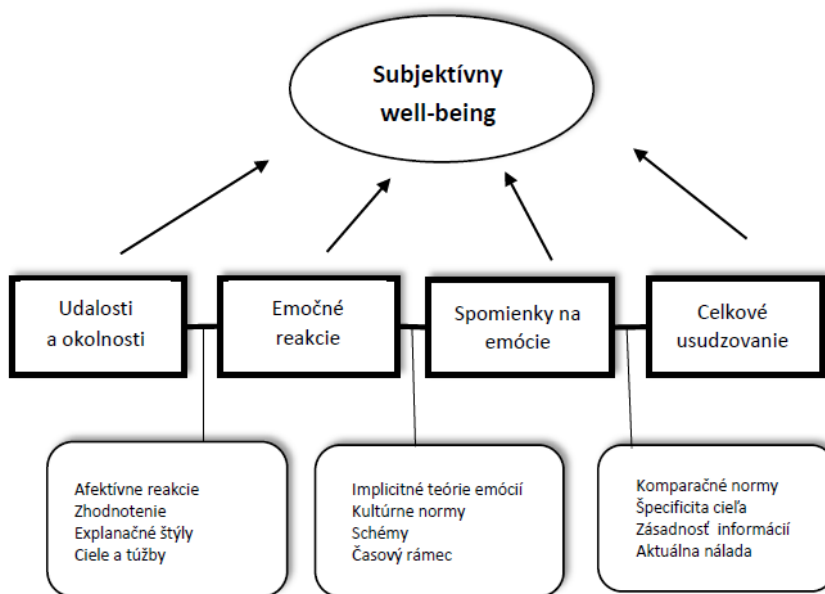 Subjektívny
well-being
Udalosti
a okolnosti
Emočné
reakcie
Spomienky na
emócie
Celkové
usudzovanie
Afektívne reakcie
Zhodnotenie
Explanačné štýly
Ciele a túžby
Implicitné teórie emócií
Kultúrne normy
Schémy
Časový rámec
Komparačné normy
Špecificita cieľa
Zásadnosť informácií
Aktuálna nálada